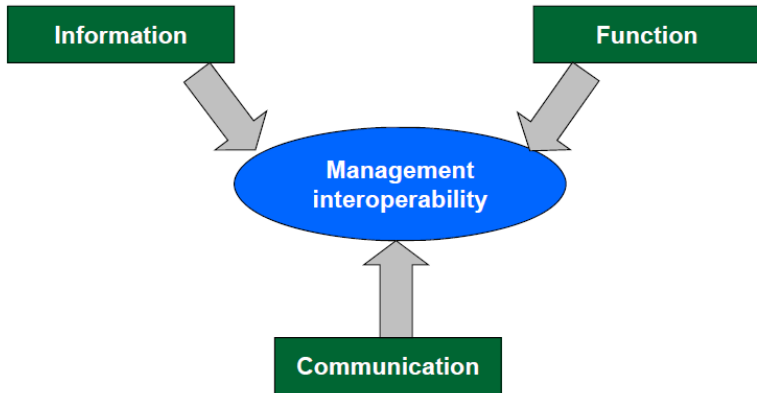 Information
Function
Management
interoperability
Communication